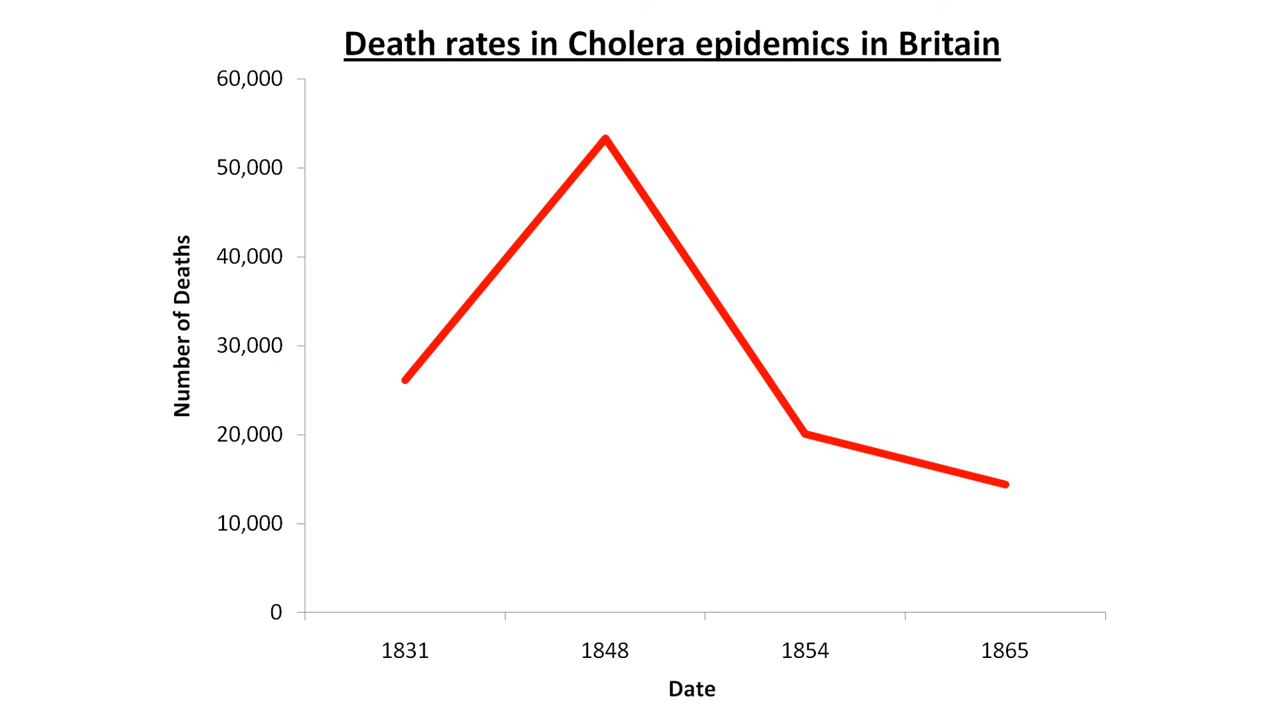 Death rates in Cholera epidemics in Britain
60,000
50,000
40,000
30,000
20,000
10,000
0
Number of Deaths
1831 1848 1854 1865
Date